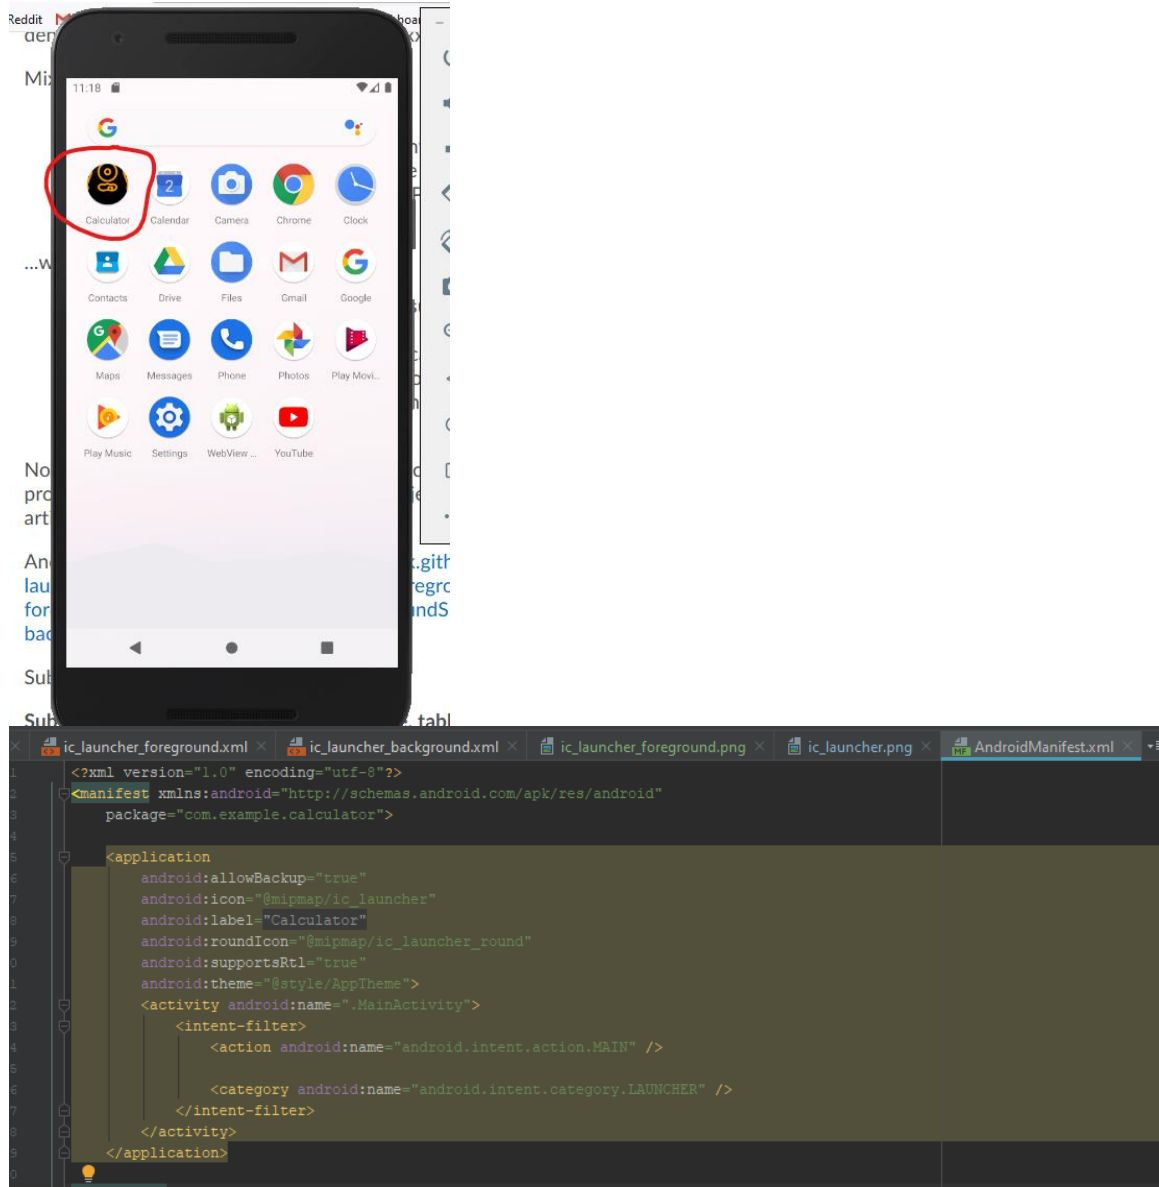 Reddit
11:18
Calculator Calendar Camera Chrome Clock
2
Contacts Drive Files Gmail Google
Maps Messages Phone Photos Play Movi...
Play Music Settings WebView ... YouTube
ic_launcher_foreground.xml ic_launcher_background.xml ic_launcher_foreground.png ic_launcher.png AndroidManifest.xml
<?xml version="1.0" encoding="utf-8"?>
<manifest xmlns:android="http://schemas.android.com/apk/res/android"
package="com.example.calculator">
<application
android:allowBackup="true"
android:icon="@mipmap/ic_launcher"
android:label="Calculator"
android:roundIcon="@mipmap/ic_launcher_round"
android:supportsRtl="true"
android:theme="@style/AppTheme">
<activity android:name=".MainActivity">
<intent-filter>
<action android:name="android.intent.action.MAIN" />
<category android:name="android.intent.category.LAUNCHER" />
</intent-filter>
</activity>
</application>